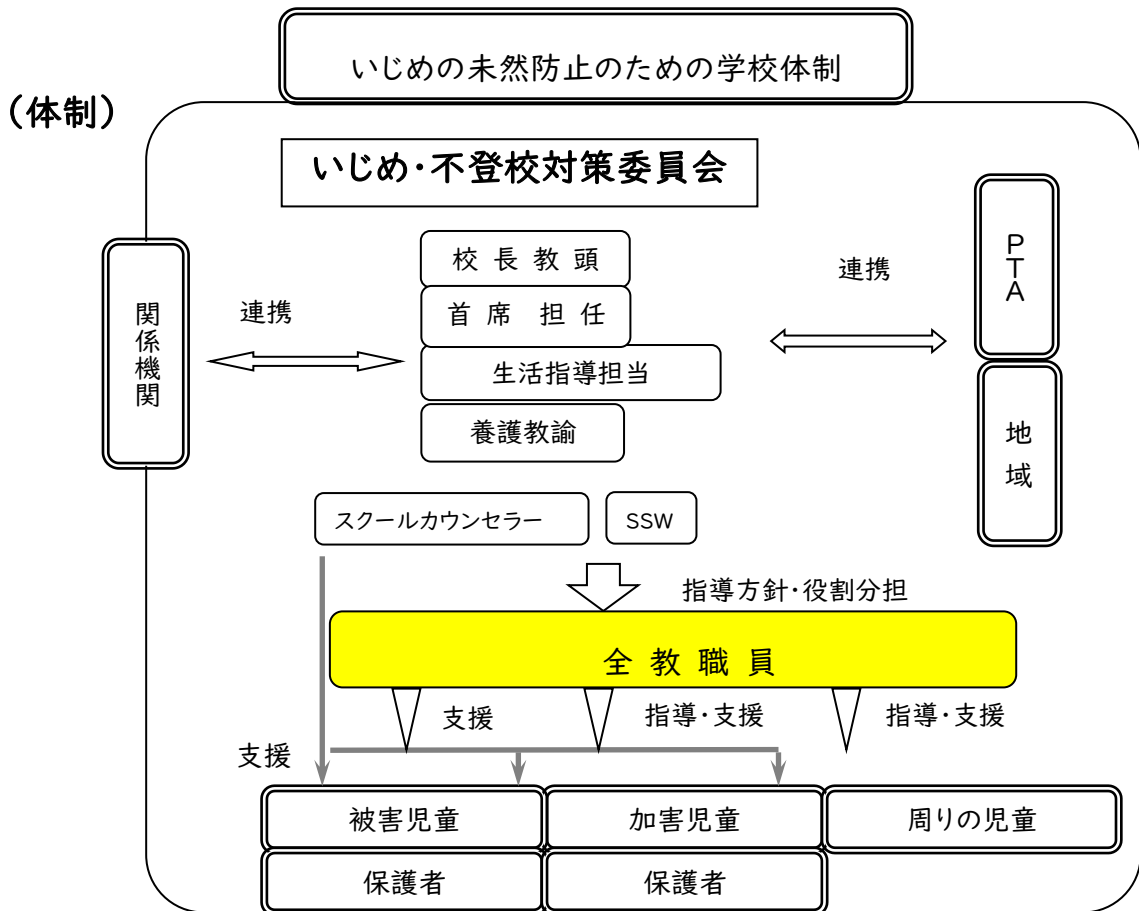 いじめの未然防止のための学校体制
（体制）
いじめ・不登校対策委員会
校 長 教 頭
首 席 担 任
生活指導担当
養護教諭
関係機関
連携
連携
PTA
地域
スクールカウンセラー
SSW
指導方針・役割分担
全 教 職 員
支援
指導・支援
指導・支援
支援
被害児童
加害児童
周りの児童
保護者
保護者